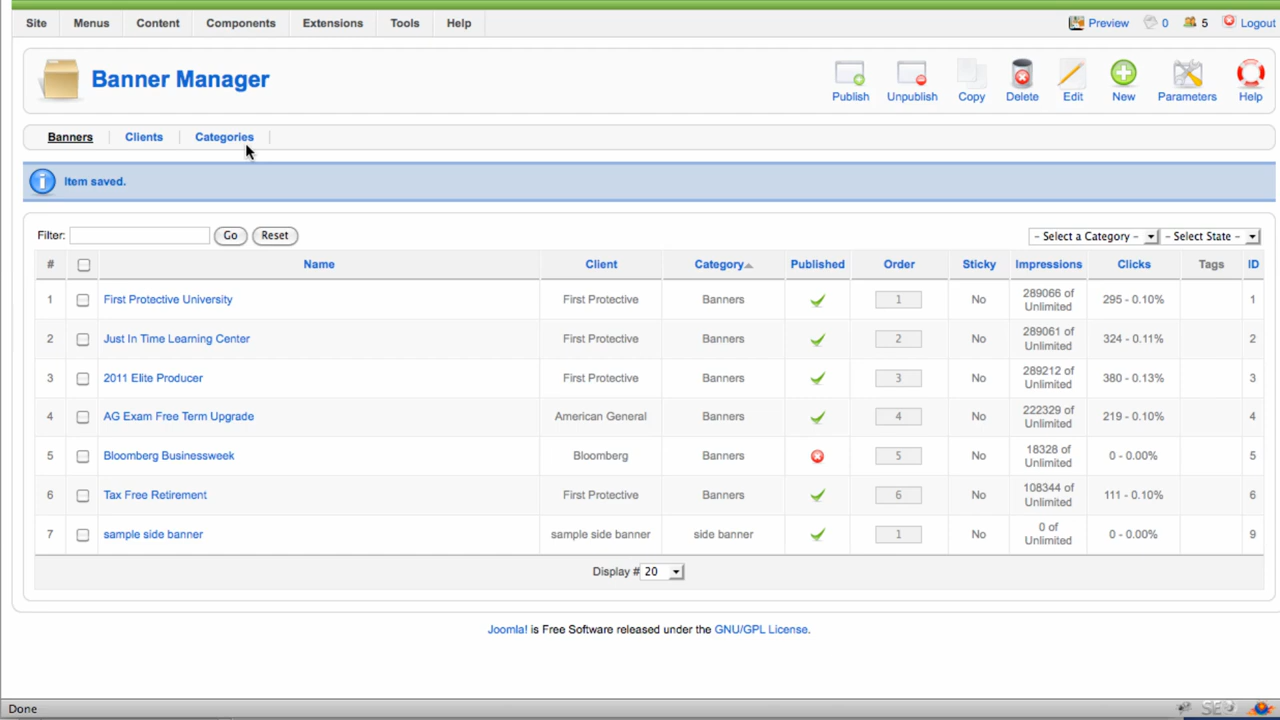 Site Menus Content Components Extensions Tools Help Preview 0 5 Logout
Banner Manager
Publish Unpublish Copy Delete Edit New Parameters Help
Banners Clients Categories
Item saved.
Filter: Go Reset - Select a Category - - Select State -
# Name Client Category Published Order Sticky Impressions Clicks Tags ID
1 First Protective University First Protective Banners 1 No 289066 of Unlimited 295 - 0.10% 1
2 Just In Time Learning Center First Protective Banners 2 No 289061 of Unlimited 324 - 0.11% 2
3 2011 Elite Producer First Protective Banners 3 No 289212 of Unlimited 380 - 0.13% 3
4 AG Exam Free Term Upgrade American General Banners 4 No 222329 of Unlimited 219 - 0.10% 4
5 Bloomberg Businessweek Bloomberg Banners 5 No 18328 of Unlimited 0 - 0.00% 5
6 Tax Free Retirement First Protective Banners 6 No 108344 of Unlimited 111 - 0.10% 6
7 sample side banner sample side banner side banner 1 No 0 of Unlimited 0 - 0.00% 9
Display # 20
Joomla! is Free Software released under the GNU/GPL License.
Done